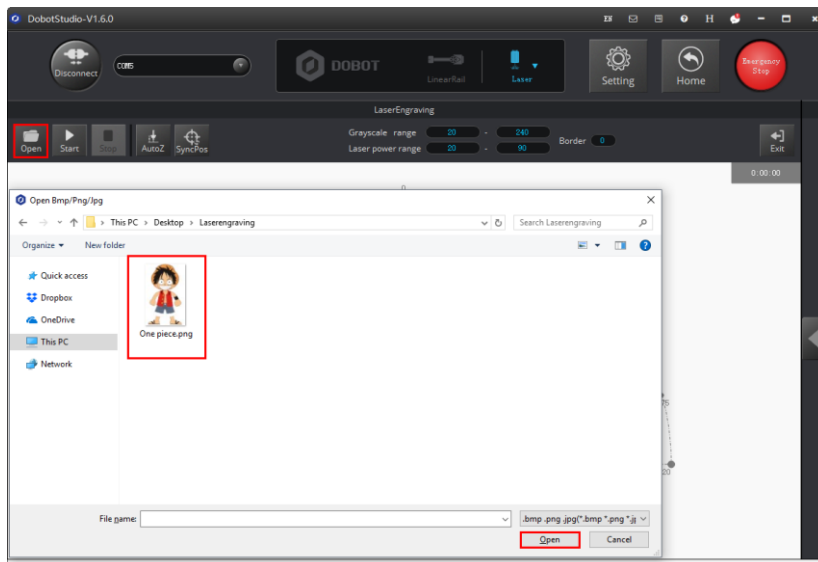 DobotStudio-V1.6.0
H
Disconnect
COM5
DOBOT
LinearRail
Laser
Setting
Home
Emergency
Stop
LaserEngraving
Open
Start
Stop
AutoZ
SyncPos
Grayscale range 20 - 240
Laser power range 20 - 90
Border 0
Exit
0:00:00
0
Open Bmp/Png/Jpg
This PC > Desktop > Laserengraving
Search Laserengraving
Organize
New folder
Quick access
Dropbox
OneDrive
This PC
Network
One piece.png
75
20
File name:
.bmp .png .jpg(*.bmp *.png *.j
Open
Cancel